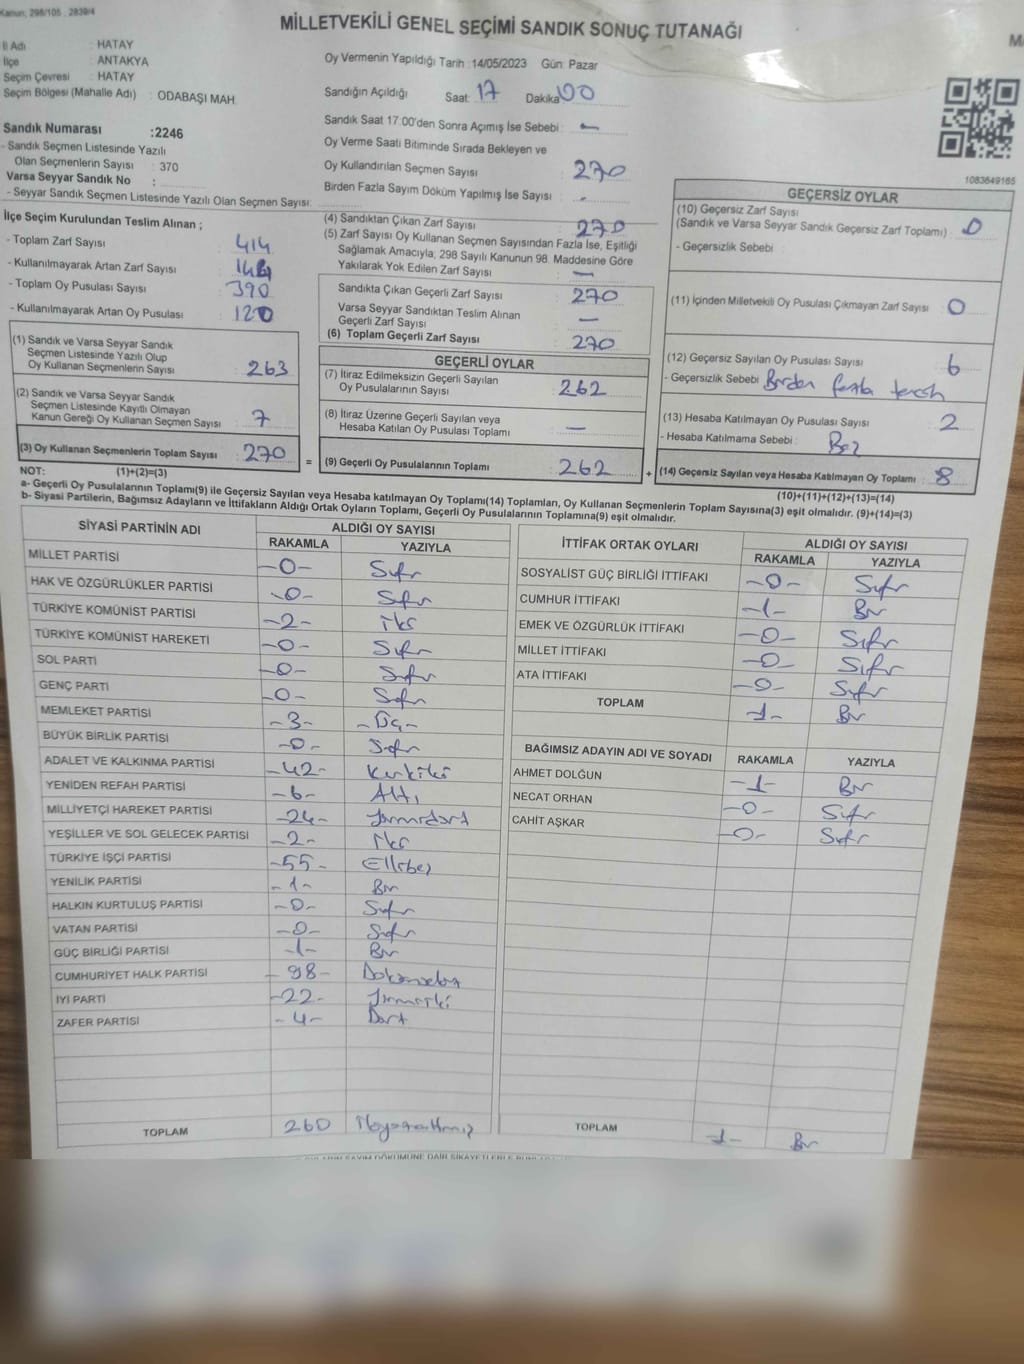 Kanun: 298/105 , 2839/4
MİLLETVEKİLİ GENEL SEÇİMİ SANDIK SONUÇ TUTANAĞI
İl Adı : HATAY
İlçe : ANTAKYA
Seçim Çevresi : HATAY
Seçim Bölgesi (Mahalle Adı) : ODABAŞI MAH.
Sandık Numarası :2246
- Sandık Seçmen Listesinde Yazılı
Olan Seçmenlerin Sayısı : 370
Varsa Seyyar Sandık No :
- Seyyar Sandık Seçmen Listesinde Yazılı Olan Seçmen Sayısı:
Oy Vermenin Yapıldığı Tarih :14/05/2023 Gün: Pazar
Sandığın Açıldığı Saat: 17 Dakika: 00
Sandık Saat 17.00'den Sonra Açımış İse Sebebi : -
Oy Verme Saati Bitiminde Sırada Bekleyen ve
Oy Kullandırılan Seçmen Sayısı : 270
Birden Fazla Sayım Döküm Yapılmış İse Sayısı : -
1083649165
İlçe Seçim Kurulundan Teslim Alınan ;
- Toplam Zarf Sayısı : 414
- Kullanılmayarak Artan Zarf Sayısı :
- Toplam Oy Pusulası Sayısı : 390
- Kullanılmayarak Artan Oy Pusulası : 120
(1) Sandık ve Varsa Seyyar Sandık
Seçmen Listesinde Yazılı Olup
Oy Kullanan Seçmenlerin Sayısı : 263
(2) Sandık ve Varsa Seyyar Sandık
Seçmen Listesinde Kayıtlı Olmayan
Kanun Gereği Oy Kullanan Seçmen Sayısı : 7
(3) Oy Kullanan Seçmenlerin Toplam Sayısı : 270
(4) Sandıktan Çıkan Zarf Sayısı : 270
(5) Zarf Sayısı Oy Kullanan Seçmen Sayısından Fazla İse, Eşitliği
Sağlamak Amacıyla, 298 Sayılı Kanunun 98. Maddesine Göre
Yakılarak Yok Edilen Zarf Sayısı : -
Sandıkta Çıkan Geçerli Zarf Sayısı : 270
Varsa Seyyar Sandıktan Teslim Alınan
Geçerli Zarf Sayısı : -
(6) Toplam Geçerli Zarf Sayısı : 270
GEÇERLİ OYLAR
(7) İtiraz Edilmeksizin Geçerli Sayılan
Oy Pusulalarının Sayısı : 262
(8) İtiraz Üzerine Geçerli Sayılan veya
Hesaba Katılan Oy Pusulası Toplamı : -
= (9) Geçerli Oy Pusulalarının Toplamı : 262
GEÇERSİZ OYLAR
(10) Geçersiz Zarf Sayısı
(Sandık ve Varsa Seyyar Sandık Geçersiz Zarf Toplamı) : 0
- Geçersizlik Sebebi :
(11) İçinden Milletvekili Oy Pusulası Çıkmayan Zarf Sayısı : 0
(12) Geçersiz Sayılan Oy Pusulası Sayısı : 6
- Geçersizlik Sebebi : Birden fazla tercih
(13) Hesaba Katılmayan Oy Pusulası Sayısı : 2
- Hesaba Katılmama Sebebi : Boş
+ (14) Geçersiz Sayılan veya Hesaba Katılmayan Oy Toplamı : 8
NOT: (1)+(2)=(3)
(10)+(11)+(12)+(13)=(14)
a- Geçerli Oy Pusulalarının Toplamı(9) ile Geçersiz Sayılan veya Hesaba katılmayan Oy Toplamı(14) Toplamları, Oy Kullanan Seçmenlerin Toplam Sayısına(3) eşit olmalıdır. (9)+(14)=(3)
b- Siyasi Partilerin, Bağımsız Adayların ve İttifakların Aldığı Ortak Oyların Toplamı, Geçerli Oy Pusulalarının Toplamına(9) eşit olmalıdır.
SİYASİ PARTİNİN ADI ALDIĞI OY SAYISI
RAKAMLA YAZIYLA
MİLLET PARTİSİ -0- Sıfır
HAK VE ÖZGÜRLÜKLER PARTİSİ -0- Sıfır
TÜRKİYE KOMÜNİST PARTİSİ -2- İki
TÜRKİYE KOMÜNİST HAREKETİ -0- Sıfır
SOL PARTİ -0- Sıfır
GENÇ PARTİ -0- Sıfır
MEMLEKET PARTİSİ -3- -Üç-
BÜYÜK BİRLİK PARTİSİ -0- Sıfır
ADALET VE KALKINMA PARTİSİ -42- Kırkiki
YENİDEN REFAH PARTİSİ -6- Altı
MİLLİYETÇİ HAREKET PARTİSİ -24- Yirmidört
YEŞİLLER VE SOL GELECEK PARTİSİ -2- İki
TÜRKİYE İŞÇİ PARTİSİ -55- Ellibeş
YENİLİK PARTİSİ -1- Bir
HALKIN KURTULUŞ PARTİSİ -0- Sıfır
VATAN PARTİSİ -0- Sıfır
GÜÇ BİRLİĞİ PARTİSİ -1- Bir
CUMHURİYET HALK PARTİSİ - 98- Doksansekiz
İYİ PARTİ -22- Yirmiiki
ZAFER PARTİSİ -4- Dört
TOPLAM 260 İkiyüzaltmış
İTTİFAK ORTAK OYLARI ALDIĞI OY SAYISI
RAKAMLA YAZIYLA
SOSYALİST GÜÇ BİRLİĞİ İTTİFAKI -0- Sıfır
CUMHUR İTTİFAKI -1- Bir
EMEK VE ÖZGÜRLÜK İTTİFAKI -0- Sıfır
MİLLET İTTİFAKI -0- Sıfır
ATA İTTİFAKI -0- Sıfır
TOPLAM -1- Bir
BAĞIMSIZ ADAYIN ADI VE SOYADI RAKAMLA YAZIYLA
AHMET DOLĞUN -1- Bir
NECAT ORHAN -0- Sıfır
CAHİT AŞKAR -0- Sıfır
TOPLAM -1- Bir